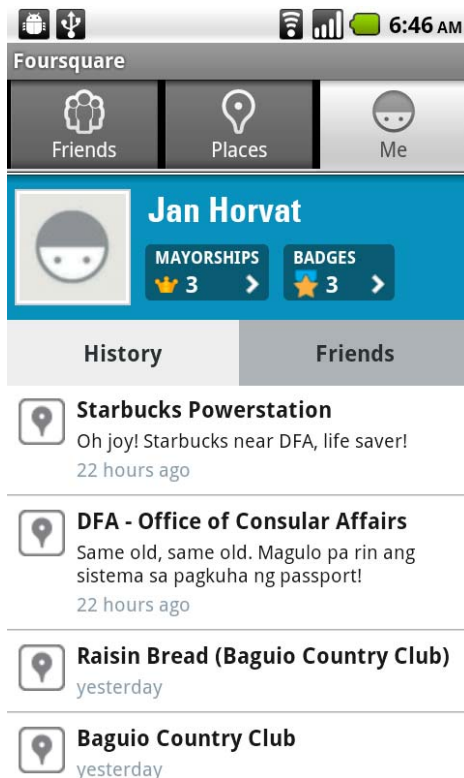 6:46 AM
Foursquare
Friends
Places
Me
Jan Horvat
MAYORSHIPS
3
BADGES
3
History
Friends
Starbucks Powerstation
Oh joy! Starbucks near DFA, life saver!
22 hours ago
DFA - Office of Consular Affairs
Same old, same old. Magulo pa rin ang
sistema sa pagkuha ng passport!
22 hours ago
Raisin Bread (Baguio Country Club)
yesterday
Baguio Country Club
yesterday